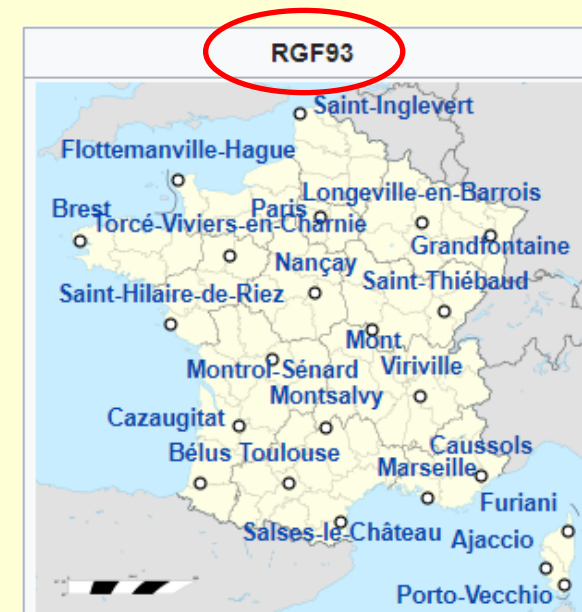 RGF93
Saint-Inglevert
Flottemanville-Hague
Longeville-en-Barrois
Brest
Paris
Torcé-Viviers-en-Charnie
Grandfontaine
Nançay
Saint-Thiébaud
Saint-Hilaire-de-Riez
Mont
Montrol-Sénard
Viriville
Montsalvy
Cazaugitat
Caussols
Bélus
Toulouse
Marseille
Furiani
Salses-le-Château
Ajaccio
Porto-Vecchio